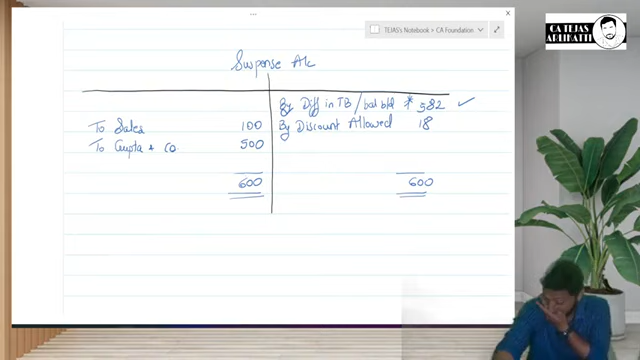 TEJAS's Notebook > CA Foundation
CA TEJAS
ARLIKATTI
Suspense A/c
By Diff in TB / bal b/d * 582 ✓
To Sales 100 By Discount Allowed 18
To Gupta & Co 500
600 600